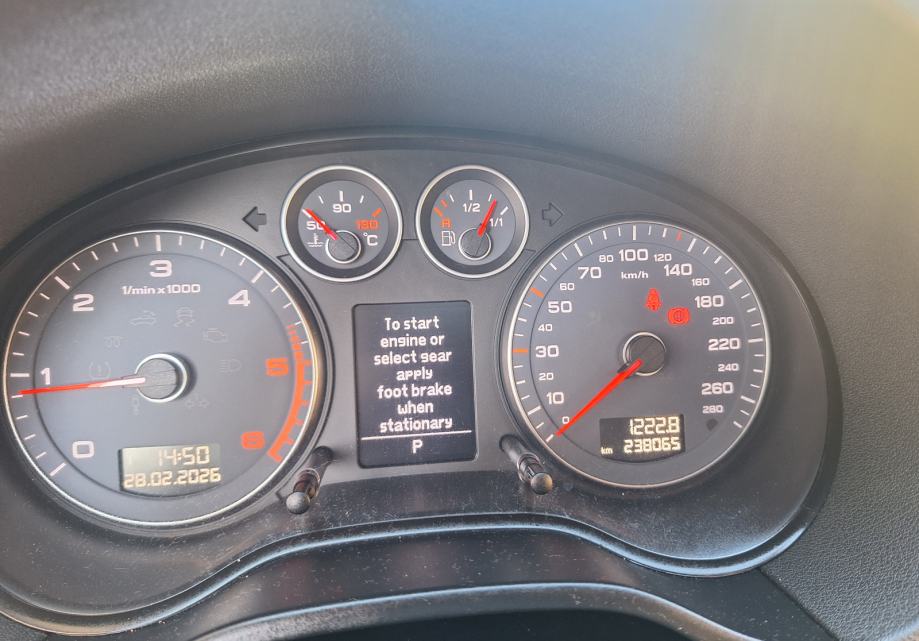 50
90
130
°C
R
1/2
1/1
1/min x 1000
0
1
2
3
4
5
6
14:50
28.02.2026
To start
engine or
select gear
apply
foot brake
when
stationary
P
km/h
0
10
20
30
40
50
60
70
80
100
120
140
160
180
200
220
240
260
280
1222.8
km 238065